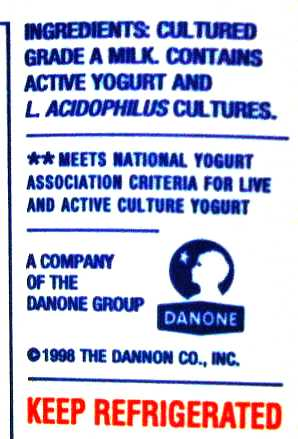 INGREDIENTS: CULTURED
GRADE A MILK. CONTAINS
ACTIVE YOGURT AND
L. ACIDOPHILUS CULTURES.
** MEETS NATIONAL YOGURT
ASSOCIATION CRITERIA FOR LIVE
AND ACTIVE CULTURE YOGURT
A COMPANY
OF THE
DANONE GROUP
DANONE
©1998 THE DANNON CO., INC.
KEEP REFRIGERATED